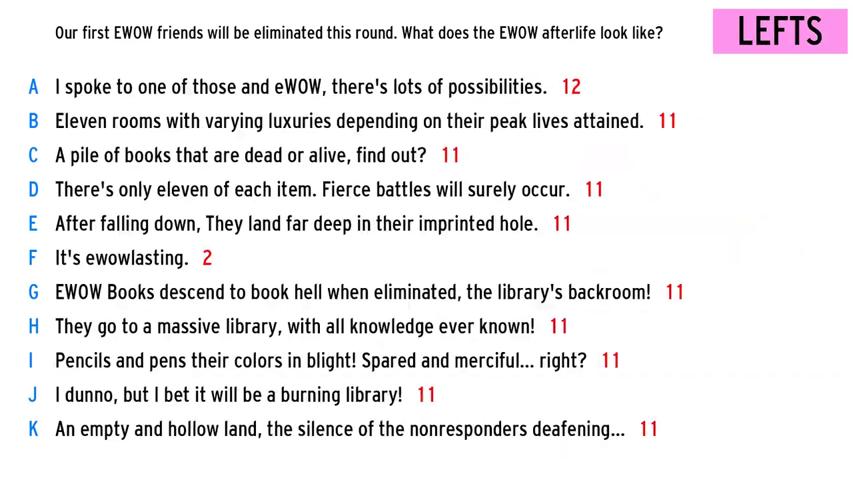 Our first EWOW friends will be eliminated this round. What does the EWOW afterlife look like?
LEFTS
A I spoke to one of those and eWOW, there's lots of possibilities. 12
B Eleven rooms with varying luxuries depending on their peak lives attained. 11
C A pile of books that are dead or alive, find out? 11
D There's only eleven of each item. Fierce battles will surely occur. 11
E After falling down, They land far deep in their imprinted hole. 11
F It's ewowlasting. 2
G EWOW Books descend to book hell when eliminated, the library's backroom! 11
H They go to a massive library, with all knowledge ever known! 11
I Pencils and pens their colors in blight! Spared and merciful... right? 11
J I dunno, but I bet it will be a burning library! 11
K An empty and hollow land, the silence of the nonresponders deafening... 11